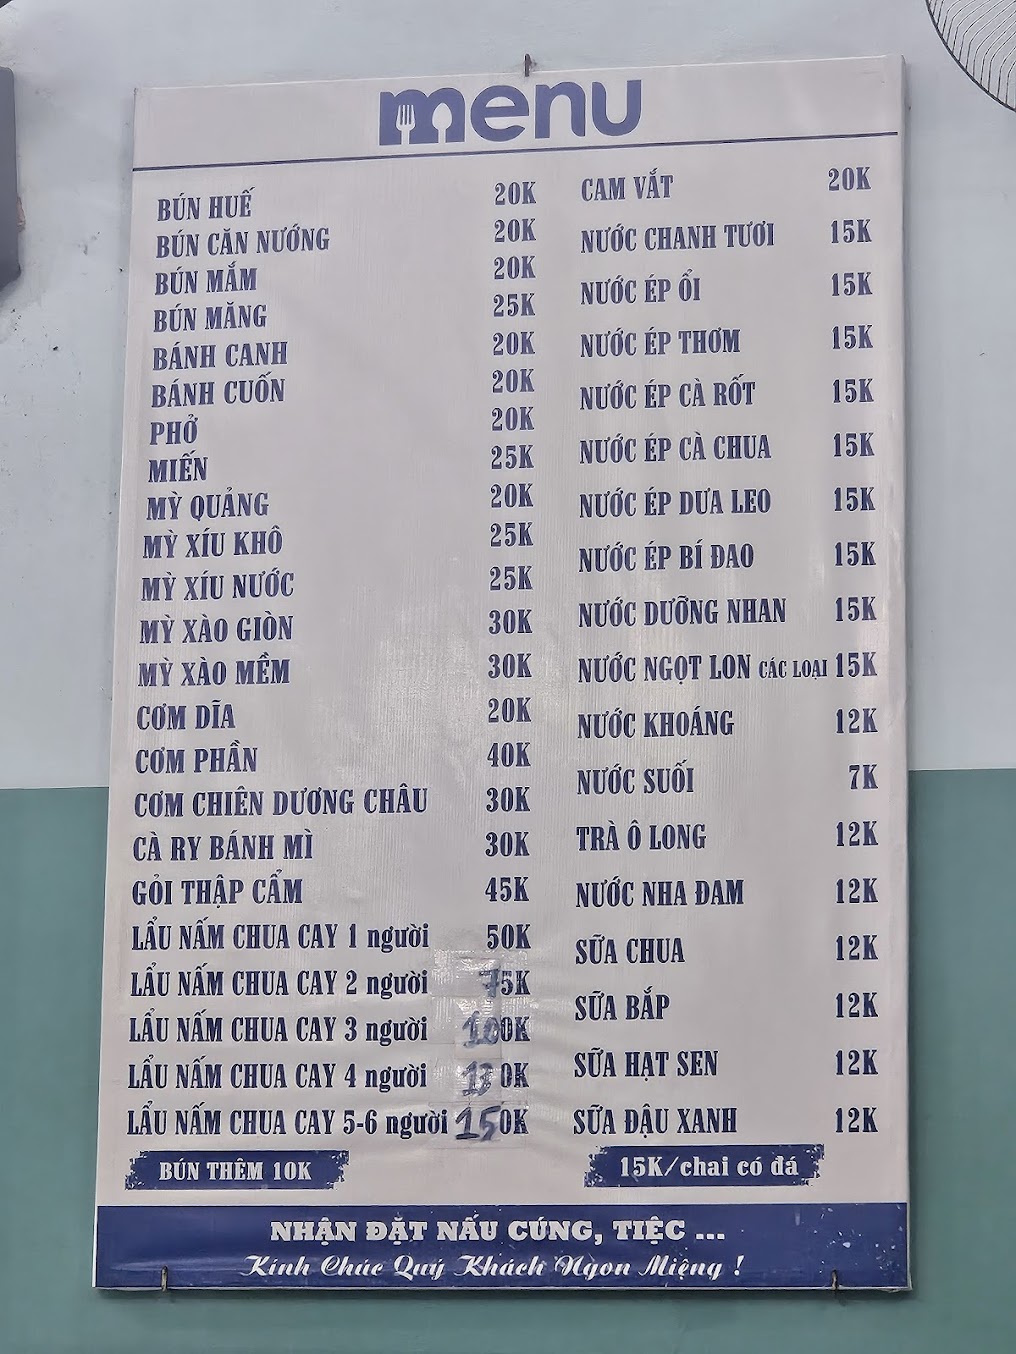 menu
BÚN HUẾ 20K
BÚN CĂN NƯỚNG 20K
BÚN MẮM 20K
BÚN MĂNG 25K
BÁNH CANH 20K
BÁNH CUỐN 20K
PHỞ 20K
MIẾN 25K
MỲ QUẢNG 20K
MỲ XÍU KHÔ 25K
MỲ XÍU NƯỚC 25K
MỲ XÀO GIÒN 30K
MỲ XÀO MỀM 30K
CƠM DĨA 20K
CƠM PHẦN 40K
CƠM CHIÊN DƯƠNG CHÂU 30K
CÀ RY BÁNH MÌ 30K
GỎI THẬP CẨM 45K
LẨU NẤM CHUA CAY 1 người 50K
LẨU NẤM CHUA CAY 2 người 75K
LẨU NẤM CHUA CAY 3 người 100K
LẨU NẤM CHUA CAY 4 người 130K
LẨU NẤM CHUA CAY 5-6 người 150K
BÚN THÊM 10K
CAM VẮT 20K
NƯỚC CHANH TƯƠI 15K
NƯỚC ÉP ỔI 15K
NƯỚC ÉP THƠM 15K
NƯỚC ÉP CÀ RỐT 15K
NƯỚC ÉP CÀ CHUA 15K
NƯỚC ÉP DƯA LEO 15K
NƯỚC ÉP BÍ ĐAO 15K
NƯỚC DƯỠNG NHAN 15K
NƯỚC NGỌT LON CÁC LOẠI 15K
NƯỚC KHOÁNG 12K
NƯỚC SUỐI 7K
TRÀ Ô LONG 12K
NƯỚC NHA ĐAM 12K
SỮA CHUA 12K
SỮA BẮP 12K
SỮA HẠT SEN 12K
SỮA ĐẬU XANH 12K
15K/chai có đá
NHẬN ĐẶT NẤU CÚNG, TIỆC ...
Kính Chúc Quý Khách Ngon Miệng !